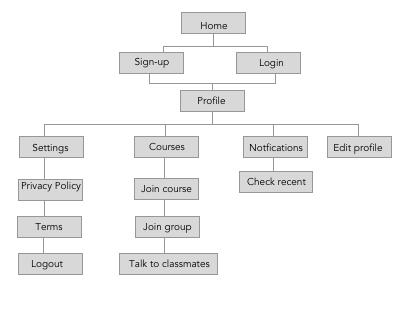 Home
Sign-up
Login
Profile
Settings
Courses
Notfications
Edit profile
Privacy Policy
Join course
Check recent
Terms
Join group
Logout
Talk to classmates